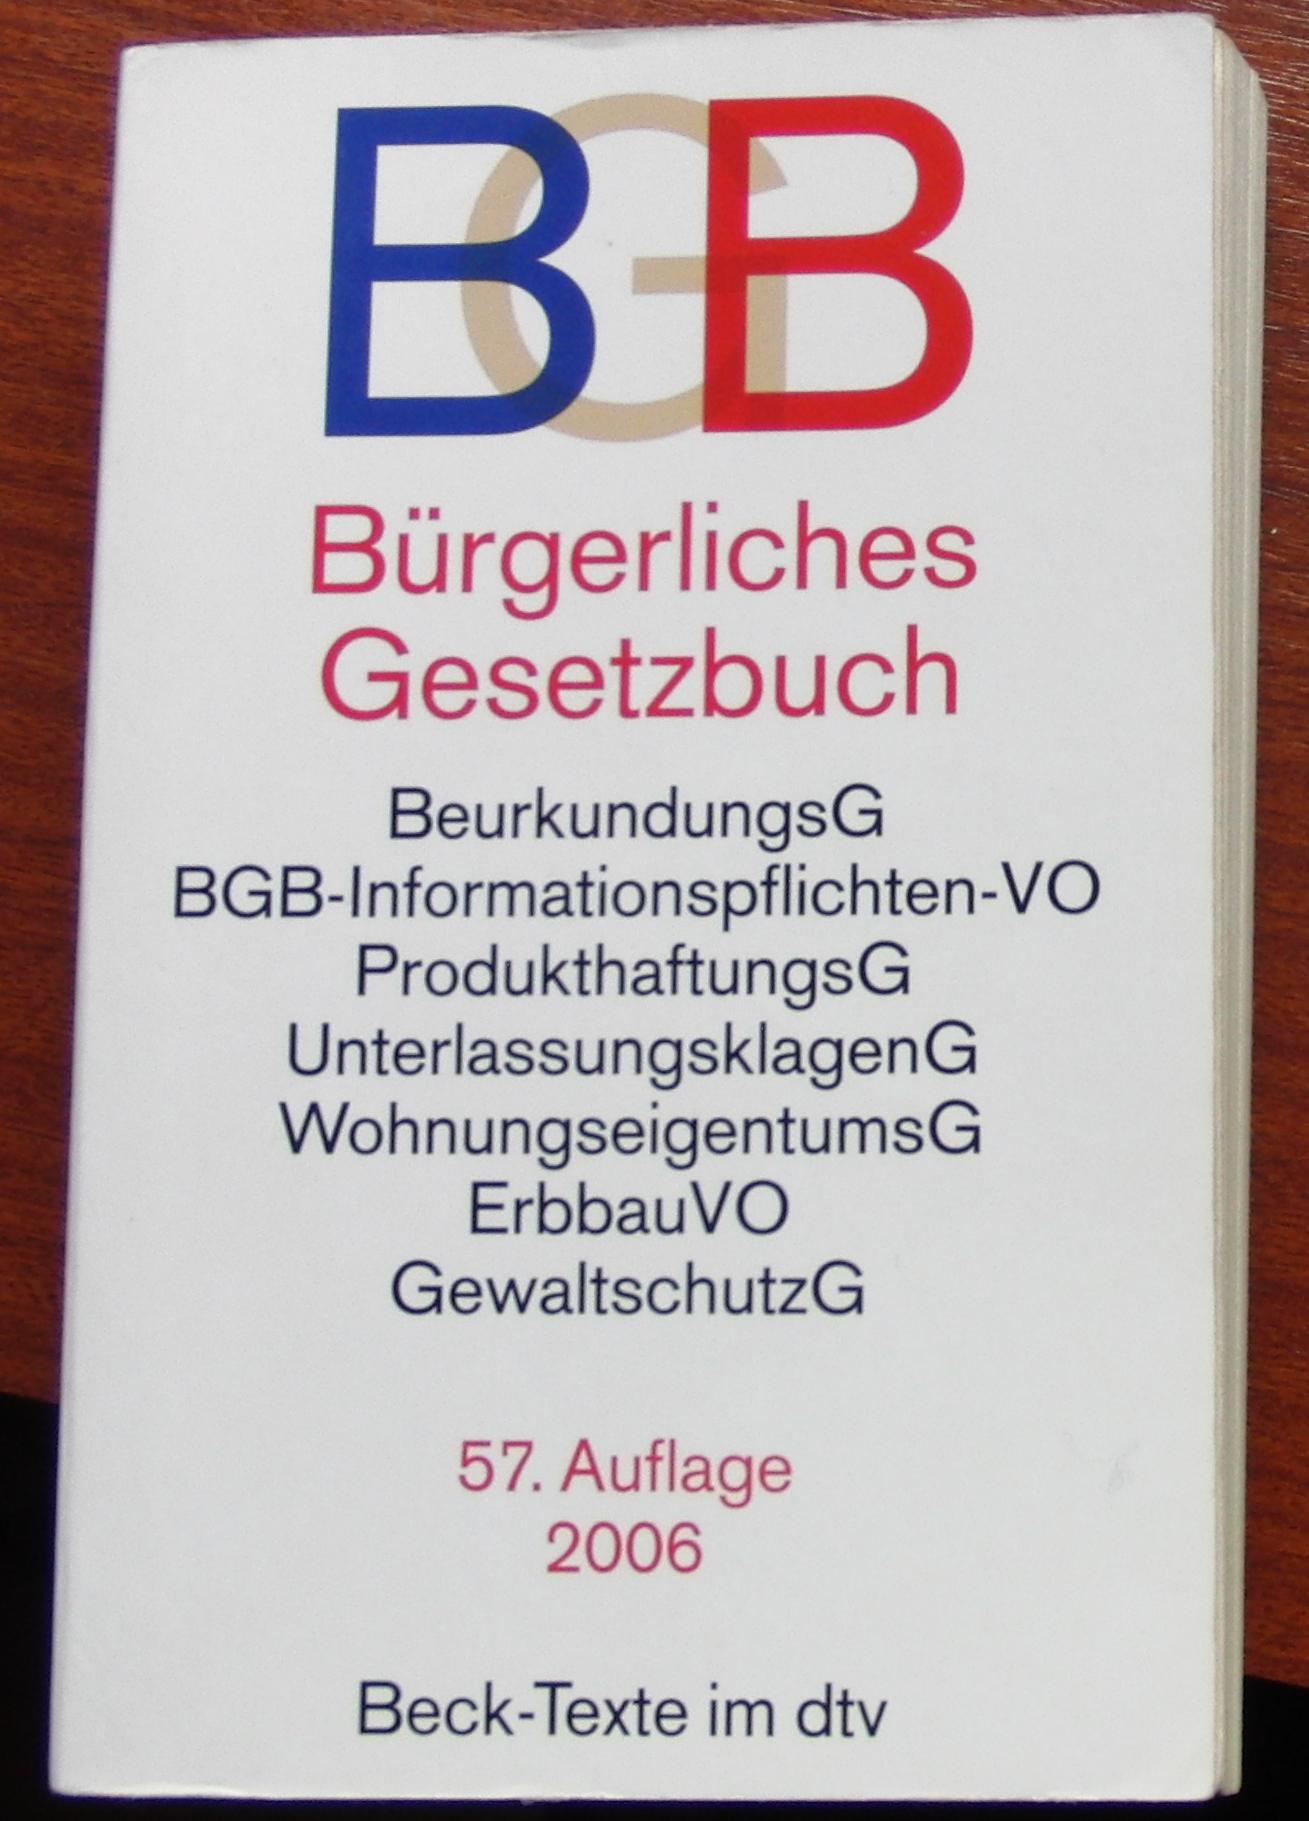 BGB
Bürgerliches
Gesetzbuch
BeurkundungsG
BGB-Informationspflichten-VO
ProdukthaftungsG
UnterlassungsklagenG
WohnungseigentumsG
ErbbauVO
GewaltschutzG
57. Auflage
2006
Beck-Texte im dtv